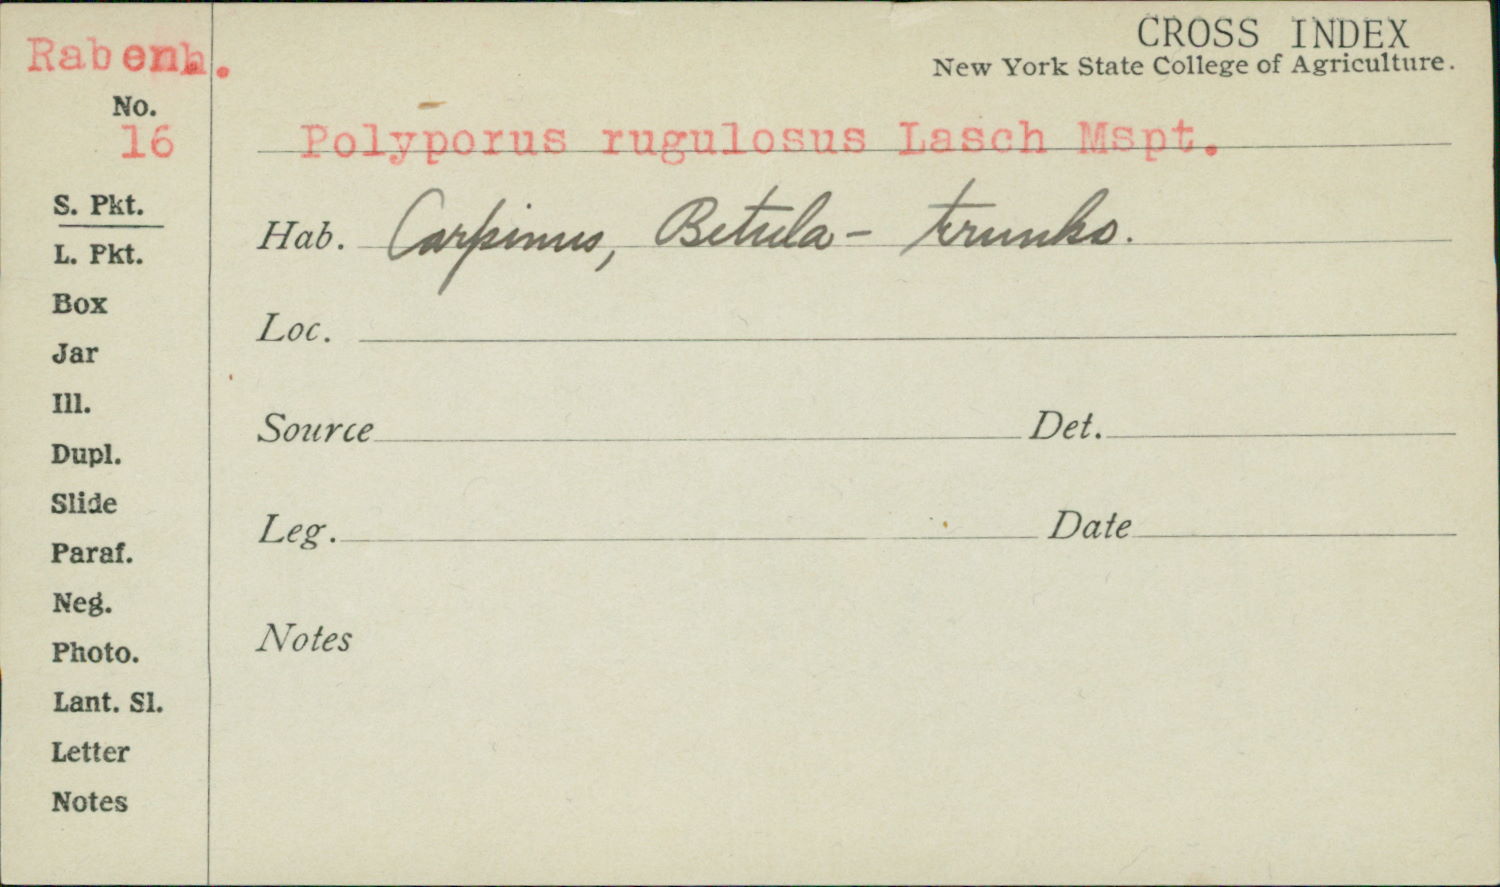 Rabenh.
No.
16
S. Pkt.
L. Pkt.
Box
Jar
Ill.
Dupl.
Slide
Paraf.
Neg.
Photo.
Lant. Sl.
Letter
Notes
CROSS INDEX
New York State College of Agriculture.
Polyporus rugulosus Lasch Mspt.
Hab. Carpinus, Betula - trunks.
Loc.
Source Det.
Leg. Date
Notes